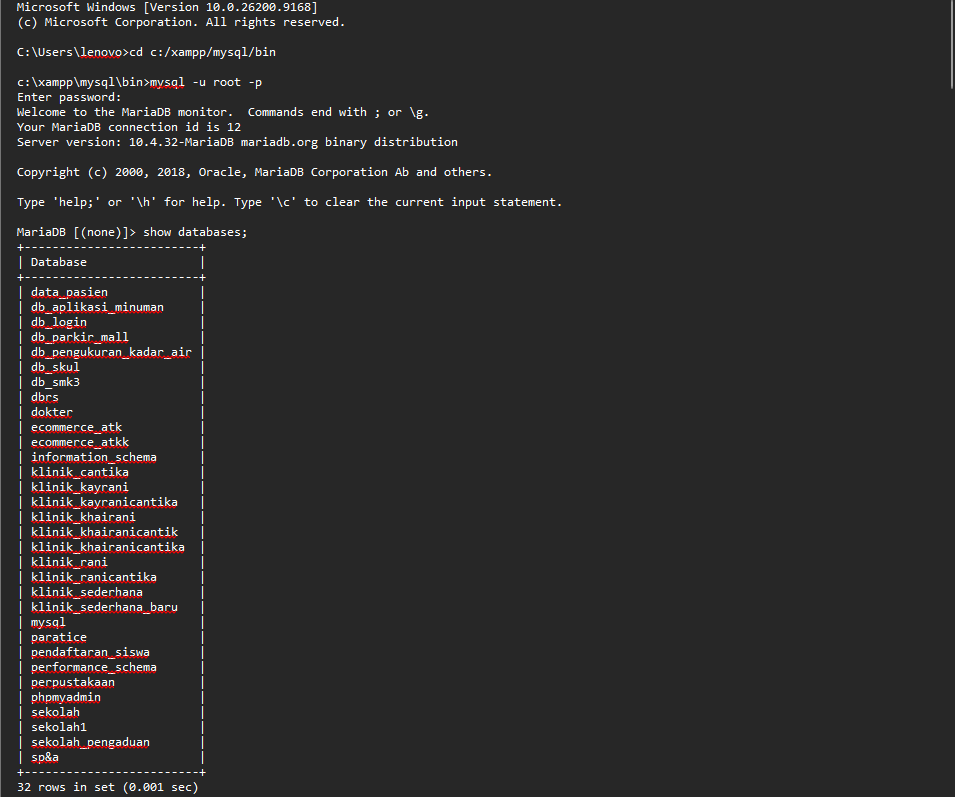 Microsoft Windows [Version 10.0.26200.9168]
(c) Microsoft Corporation. All rights reserved.
C:\Users\lenovo>cd c:/xampp/mysql/bin
c:\xampp\mysql\bin>mysql -u root -p
Enter password:
Welcome to the MariaDB monitor.  Commands end with ; or \g.
Your MariaDB connection id is 12
Server version: 10.4.32-MariaDB mariadb.org binary distribution
Copyright (c) 2000, 2018, Oracle, MariaDB Corporation Ab and others.
Type 'help;' or '\h' for help. Type '\c' to clear the current input statement.
MariaDB [(none)]> show databases;
+-------------------------+
| Database                |
+-------------------------+
| data_pasien             |
| db_aplikasi_minuman     |
| db_login                |
| db_parkir_mall          |
| db_pengukuran_kadar_air |
| db_skul                 |
| db_smk3                 |
| dbrs                    |
| dokter                  |
| ecommerce_atk           |
| ecommerce_atkk          |
| information_schema      |
| klinik_cantika          |
| klinik_kayrani          |
| klinik_kayranicantika   |
| klinik_khairani         |
| klinik_khairanicantik   |
| klinik_khairanicantika  |
| klinik_rani             |
| klinik_ranicantika      |
| klinik_sederhana        |
| klinik_sederhana_baru   |
| mysql                   |
| paratice                |
| pendaftaran_siswa       |
| performance_schema      |
| perpustakaan            |
| phpmyadmin              |
| sekolah                 |
| sekolah1                |
| sekolah_pengaduan       |
| sp&a                    |
+-------------------------+
32 rows in set (0.001 sec)